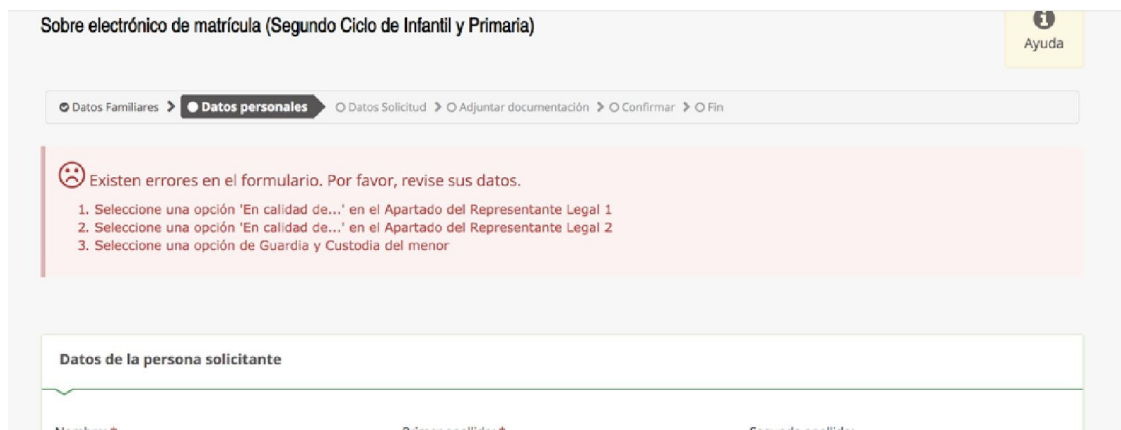 Sobre electrónico de matrícula (Segundo Ciclo de Infantil y Primaria)
Ayuda
Datos Familiares
Datos personales
Datos Solicitud
Adjuntar documentación
Confirmar
Fin
Existen errores en el formulario. Por favor, revise sus datos.
1. Seleccione una opción 'En calidad de...' en el Apartado del Representante Legal 1
2. Seleccione una opción 'En calidad de...' en el Apartado del Representante Legal 2
3. Seleccione una opción de Guardia y Custodia del menor
Datos de la persona solicitante